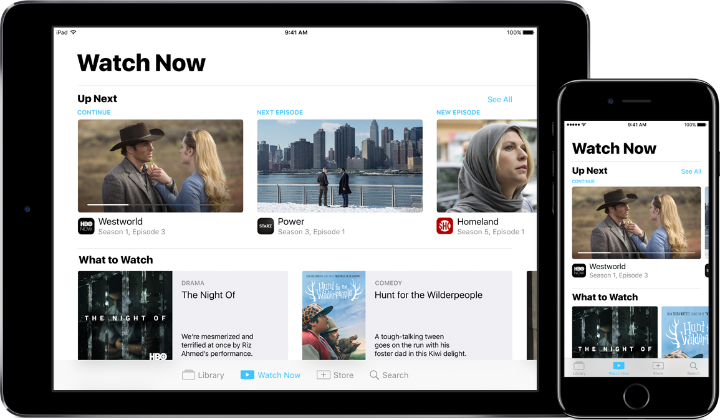 iPad 9:41 AM 100%
Watch Now
Up Next See All
CONTINUE NEXT EPISODE NEW EPISODE
HBO NOW Westworld STARZ Power SHO Homeland
Season 1, Episode 3 Season 3, Episode 1 Season 5, Episode 1
What to Watch
THE NIGHT OF
HBO
DRAMA
The Night Of
We're mesmerized and
terrified at once by Riz
Ahmed's performance.
Hunt for the Wilderpeople
COMEDY
Hunt for the Wilderpeople
A tough-talking tween
goes on the run with his
foster dad in this Kiwi delight.
Library Watch Now Store Search
9:41 AM 100%
Watch Now
Up Next See All
CONTINUE
HBO NOW Westworld
Season 1, Episode 3
What to Watch
THE NIGHT OF
Library Watch Now Store Search